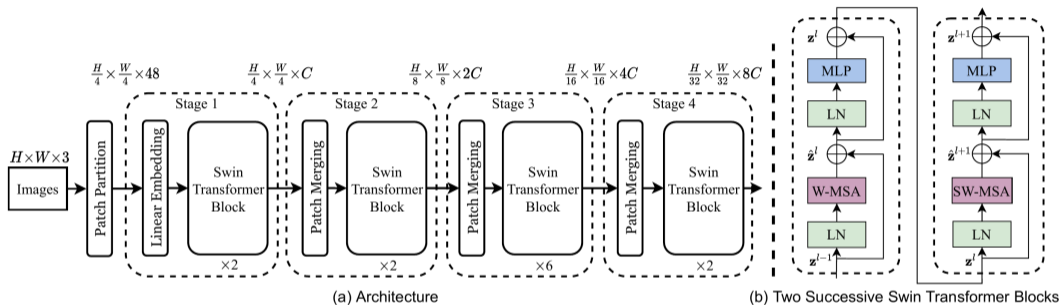 H/4 × W/4 × 48
H/4 × W/4 × C
H/8 × W/8 × 2C
H/16 × W/16 × 4C
H/32 × W/32 × 8C
Stage 1
Stage 2
Stage 3
Stage 4
H×W×3
Images
Patch Partition
Linear Embedding
Swin
Transformer
Block
×2
Patch Merging
Swin
Transformer
Block
×2
Patch Merging
Swin
Transformer
Block
×6
Patch Merging
Swin
Transformer
Block
×2
(a) Architecture
z^l
MLP
LN
ẑ^l
W-MSA
LN
z^{l-1}
z^{l+1}
MLP
LN
ẑ^{l+1}
SW-MSA
LN
z^l
(b) Two Successive Swin Transformer Blocks